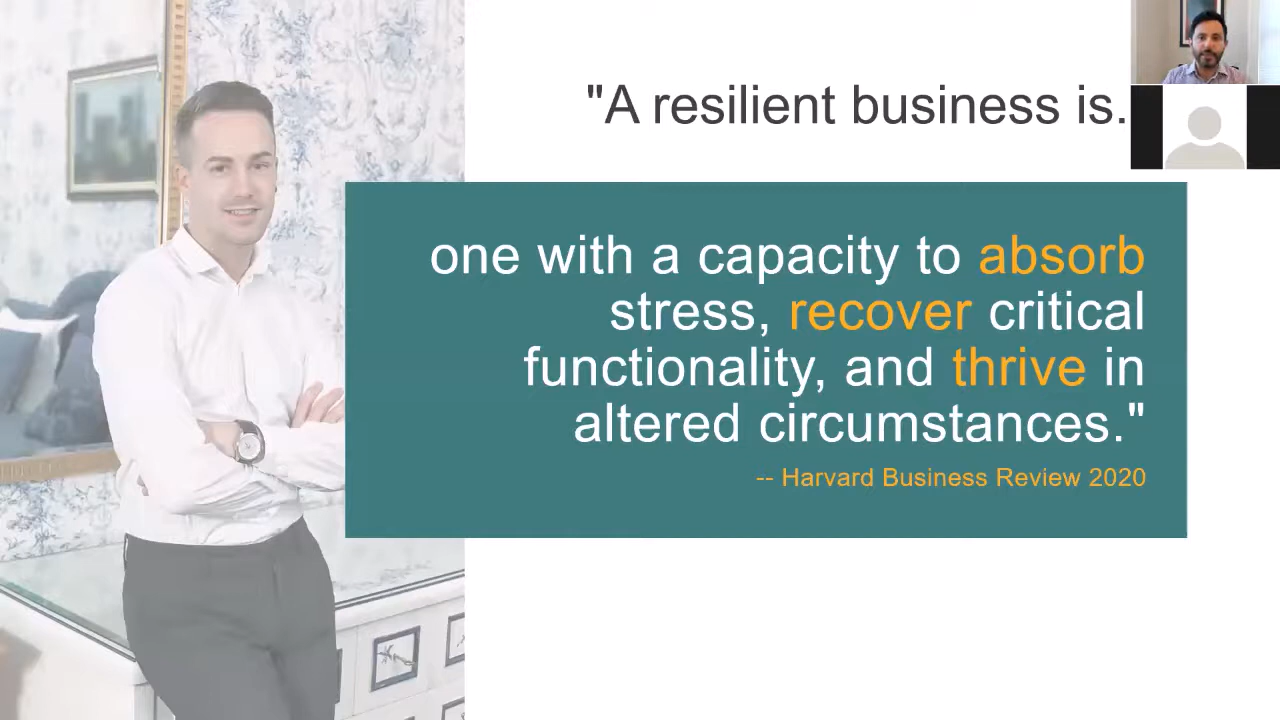 "A resilient business is.
one with a capacity to absorb
stress, recover critical
functionality, and thrive in
altered circumstances."
-- Harvard Business Review 2020